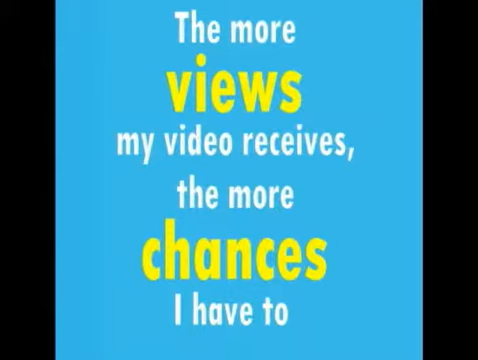 The more
views
my video receives,
the more
chances
I have to